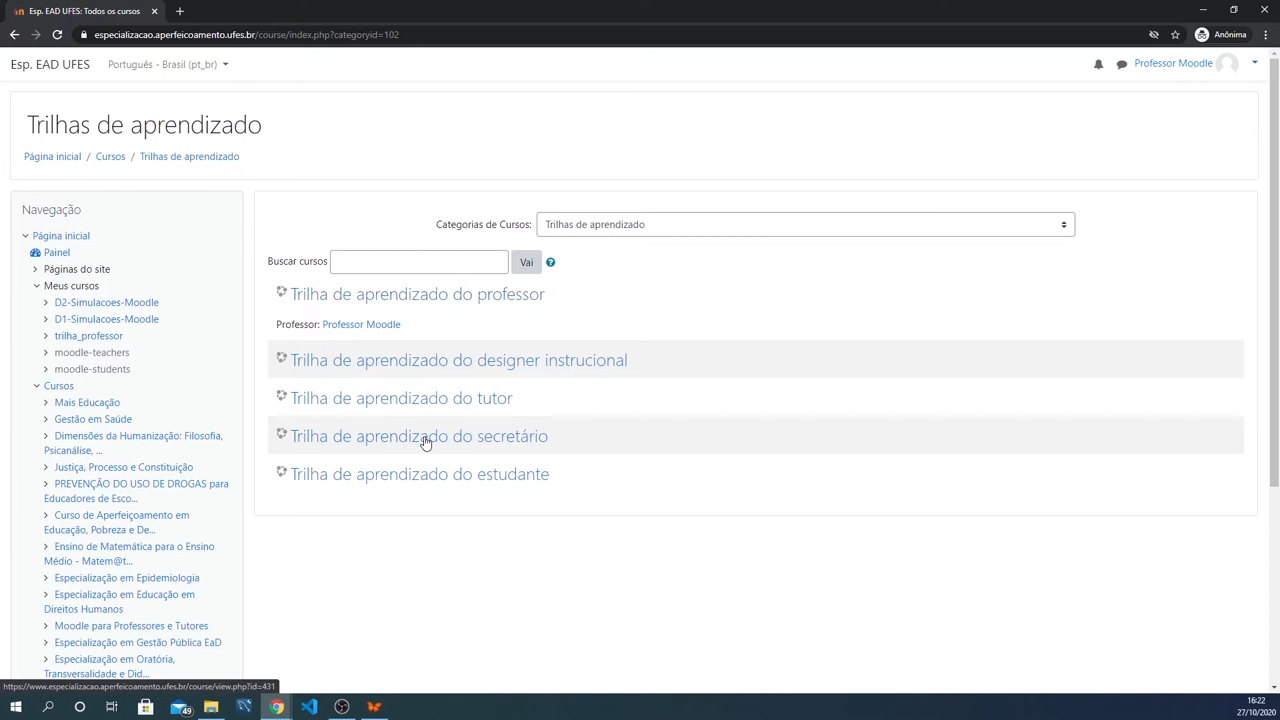 Esp. EAD UFES: Todos os cursos
especializacao.aperfeicoamento.ufes.br/course/index.php?categoryid=102
Anônima
Esp. EAD UFES
Português - Brasil (pt_br)
Professor Moodle
Trilhas de aprendizado
Página inicial / Cursos / Trilhas de aprendizado
Navegação
Página inicial
Painel
Páginas do site
Meus cursos
D2-Simulacoes-Moodle
D1-Simulacoes-Moodle
trilha_professor
moodle-teachers
moodle-students
Cursos
Mais Educação
Gestão em Saúde
Dimensões da Humanização: Filosofia,
Psicanálise, ...
Justiça, Processo e Constituição
PREVENÇÃO DO USO DE DROGAS para
Educadores de Esco...
Curso de Aperfeiçoamento em
Educação, Pobreza e De...
Ensino de Matemática para o Ensino
Médio - Matem@t...
Especialização em Epidemiologia
Especialização em Educação em
Direitos Humanos
Moodle para Professores e Tutores
Especialização em Gestão Pública EaD
Especialização em Oratória,
Transversalidade e Did...
Categorias de Cursos: Trilhas de aprendizado
Buscar cursos Vai
Trilha de aprendizado do professor
Professor: Professor Moodle
Trilha de aprendizado do designer instrucional
Trilha de aprendizado do tutor
Trilha de aprendizado do secretário
Trilha de aprendizado do estudante
https://www.especializacao.aperfeicoamento.ufes.br/course/view.php?id=431
49
16:22
27/10/2020